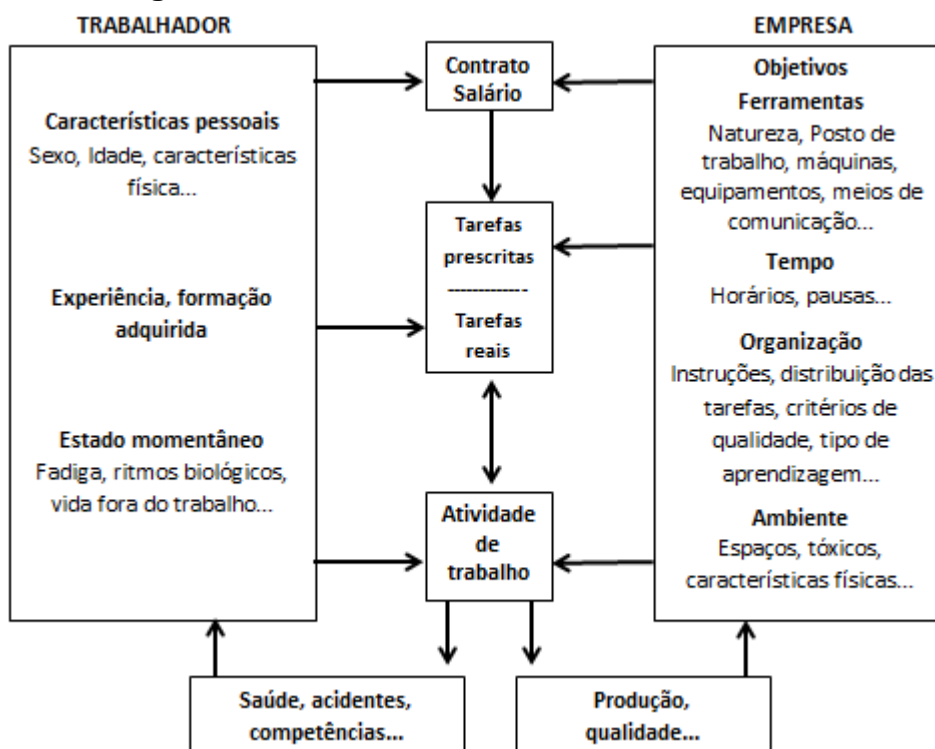 TRABALHADOR
Características pessoais
Sexo, Idade, características
física...
Experiência, formação
adquirida
Estado momentâneo
Fadiga, ritmos biológicos,
vida fora do trabalho...
Contrato
Salário
Tarefas
prescritas
-------------
Tarefas
reais
Atividade
de
trabalho
EMPRESA
Objetivos
Ferramentas
Natureza, Posto de
trabalho, máquinas,
equipamentos, meios de
comunicação...
Tempo
Horários, pausas...
Organização
Instruções, distribuição das
tarefas, critérios de
qualidade, tipo de
aprendizagem...
Ambiente
Espaços, tóxicos,
características físicas...
Saúde, acidentes,
competências...
Produção,
qualidade...